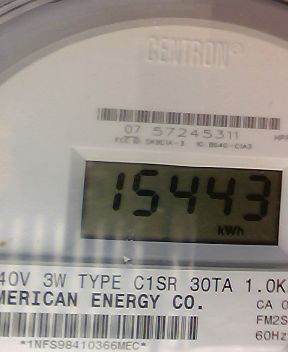 CENTRON®
07 57245311
15443
kWh
40V 3W TYPE C1SR 30TA 1.0K
MERICAN ENERGY CO.
CA 0
FM2S
60Hz
*1NFS98410366MEC*